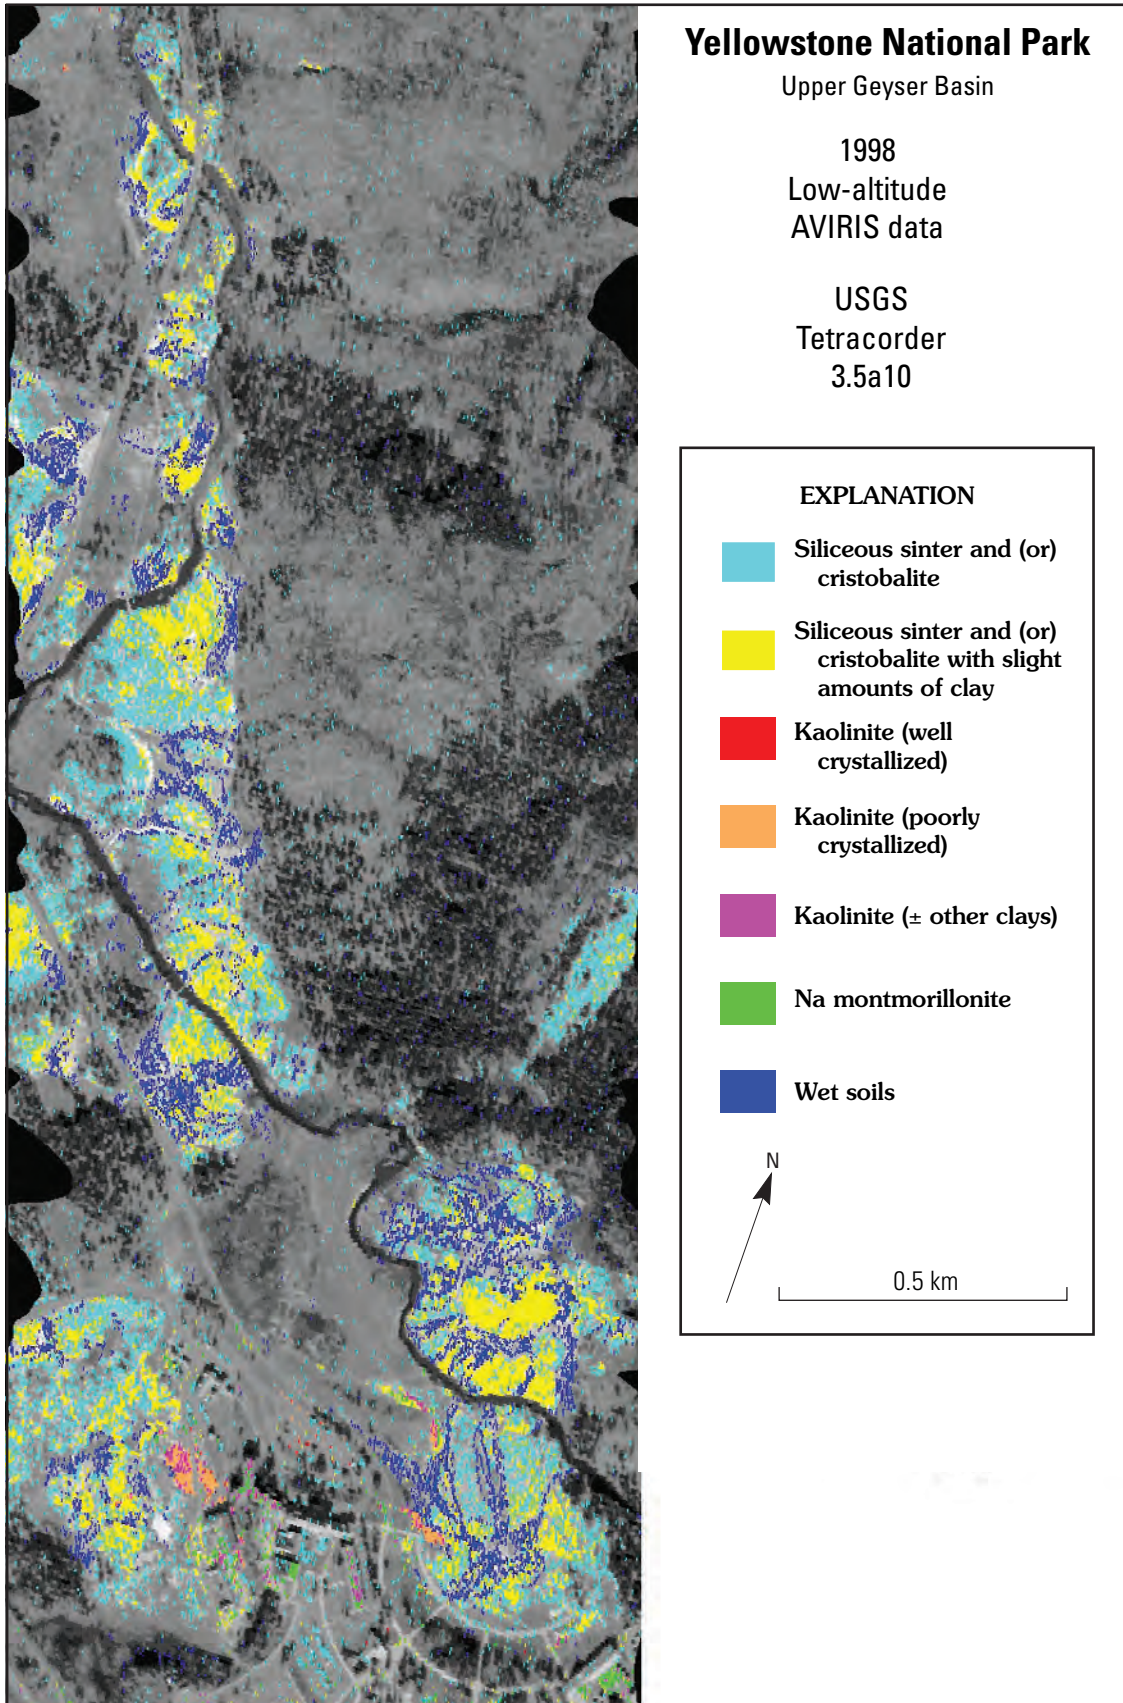 Yellowstone National Park
Upper Geyser Basin
1998
Low-altitude
AVIRIS data
USGS
Tetracorder
3.5a10
EXPLANATION
Siliceous sinter and (or)
cristobalite
Siliceous sinter and (or)
cristobalite with slight
amounts of clay
Kaolinite (well
crystallized)
Kaolinite (poorly
crystallized)
Kaolinite (± other clays)
Na montmorillonite
Wet soils
N
0.5 km